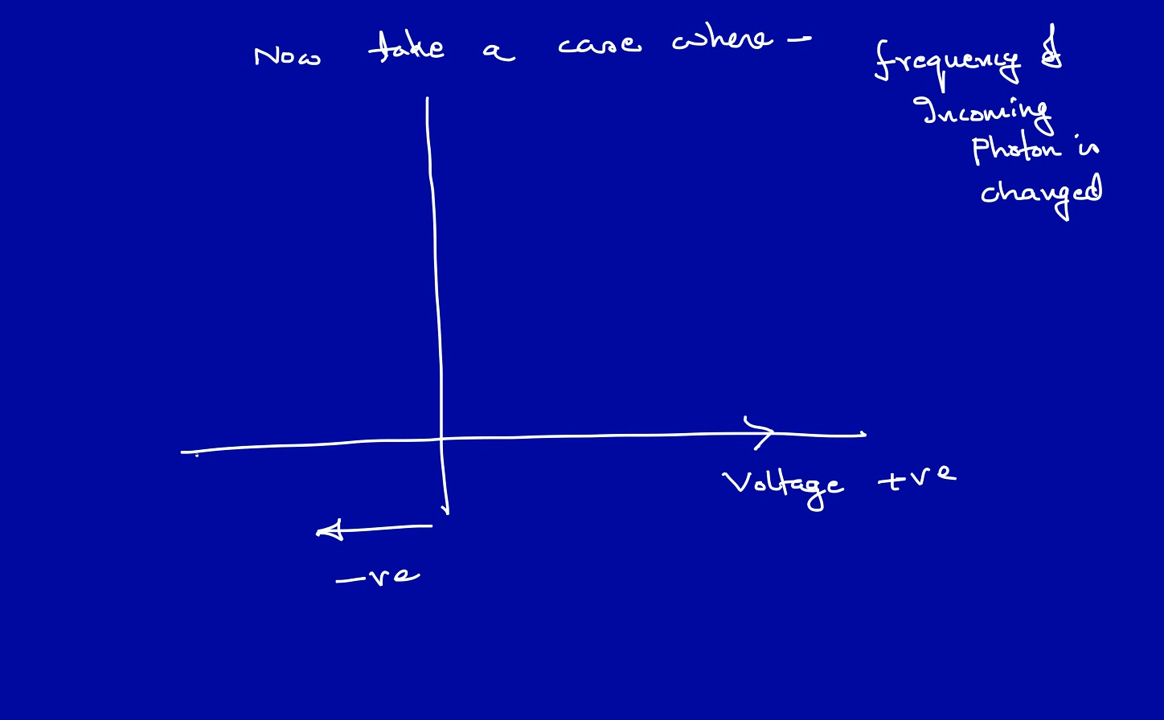 Now take a case where - frequency of
Incoming
Photon is
changed
Voltage +ve
-ve